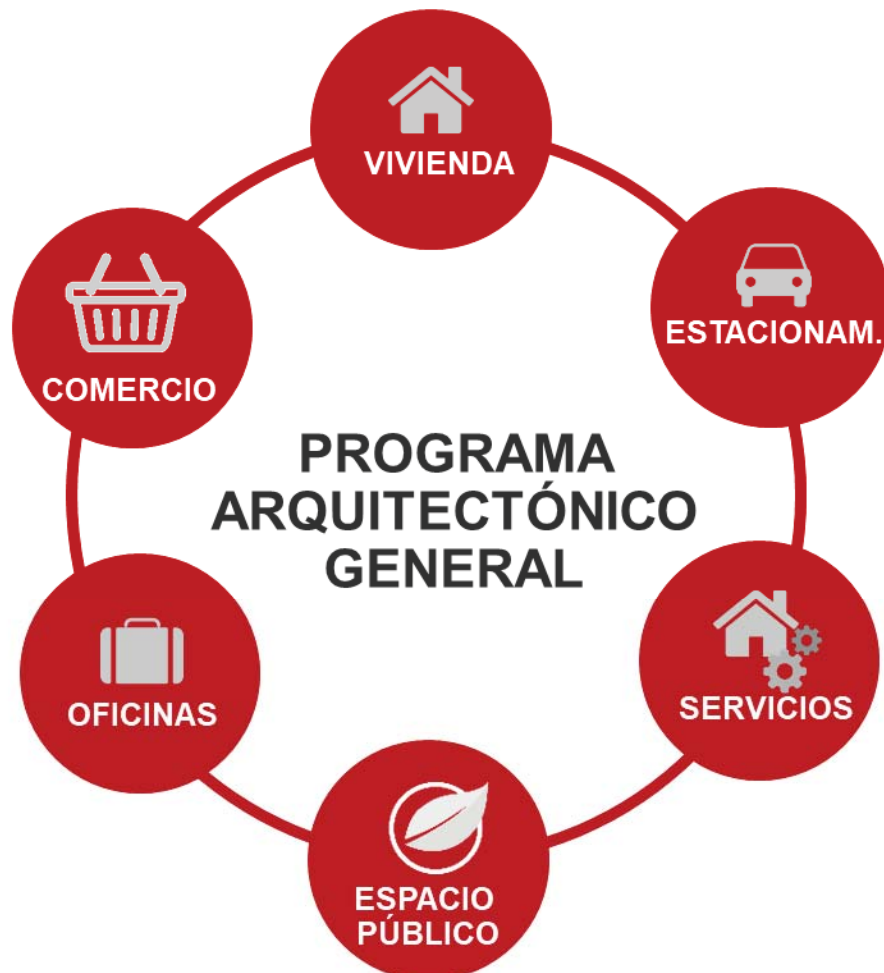 VIVIENDA
ESTACIONAM.
COMERCIO
PROGRAMA
ARQUITECTÓNICO
GENERAL
OFICINAS
SERVICIOS
ESPACIO
PÚBLICO